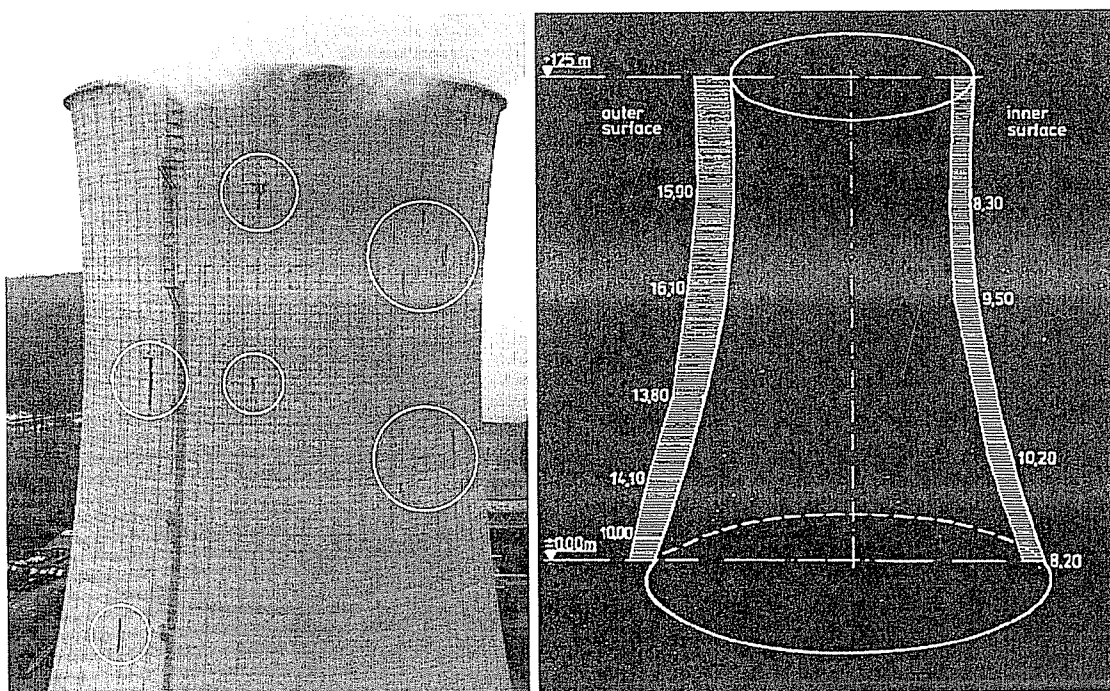 +125 m
outer
surface
inner
surface
15,90
8,30
16,10
9,50
13,80
14,10
10,20
10,00
±0.00m
8,20